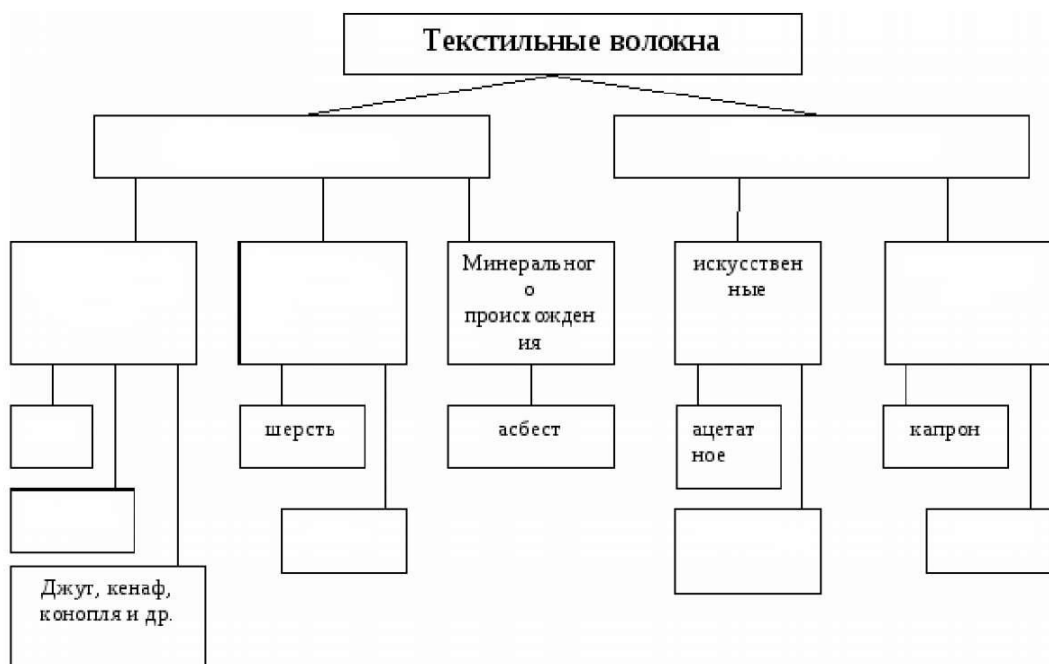 Текстильные волокна
Минеральног
о
происхожден
ия
искусствен
ные
шерсть
асбест
ацетат
ное
капрон
Джут, кенаф,
конопля и др.